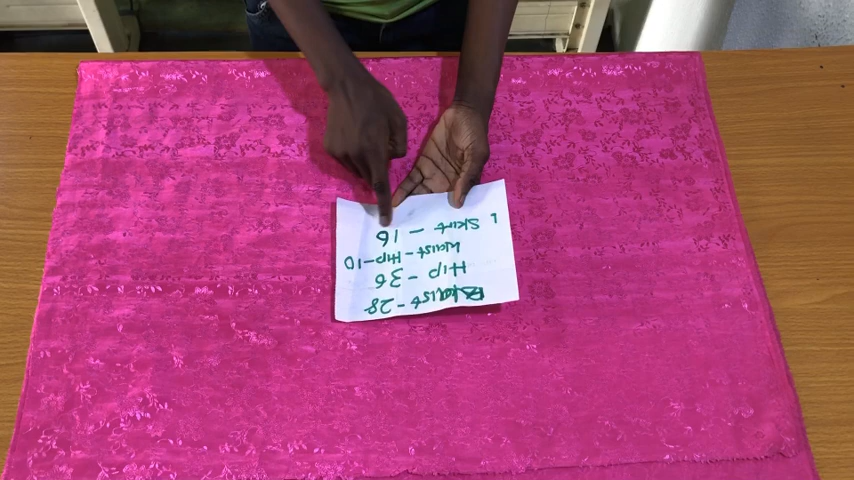 Waist - 28
Hip - 36
Waist - Hip - 10
L Skirt - 16